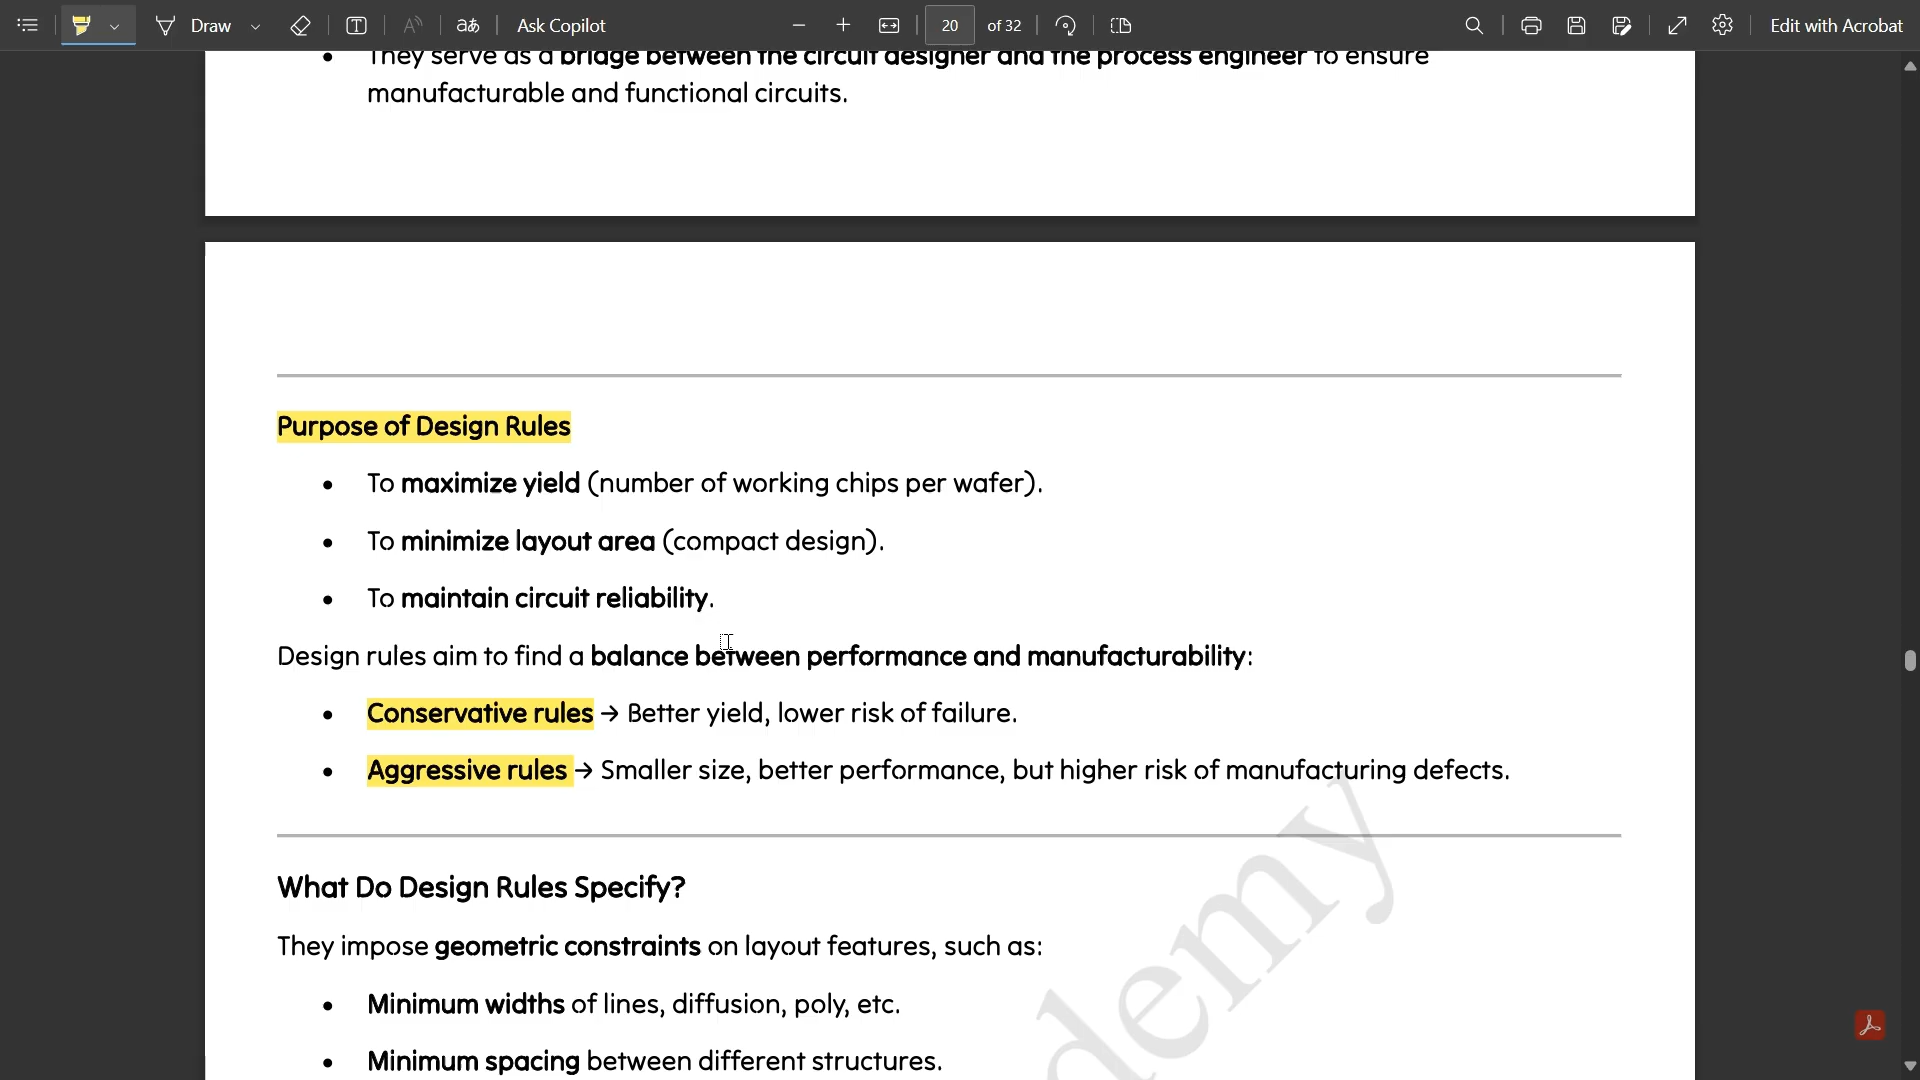 Draw
A
aあ
Ask Copilot
20
of 32
Edit with Acrobat
• They serve as a bridge between the circuit designer and the process engineer to ensure
manufacturable and functional circuits.
Purpose of Design Rules
• To maximize yield (number of working chips per wafer).
• To minimize layout area (compact design).
• To maintain circuit reliability.
Design rules aim to find a balance between performance and manufacturability:
• Conservative rules → Better yield, lower risk of failure.
• Aggressive rules → Smaller size, better performance, but higher risk of manufacturing defects.
What Do Design Rules Specify?
They impose geometric constraints on layout features, such as:
• Minimum widths of lines, diffusion, poly, etc.
• Minimum spacing between different structures.
demy